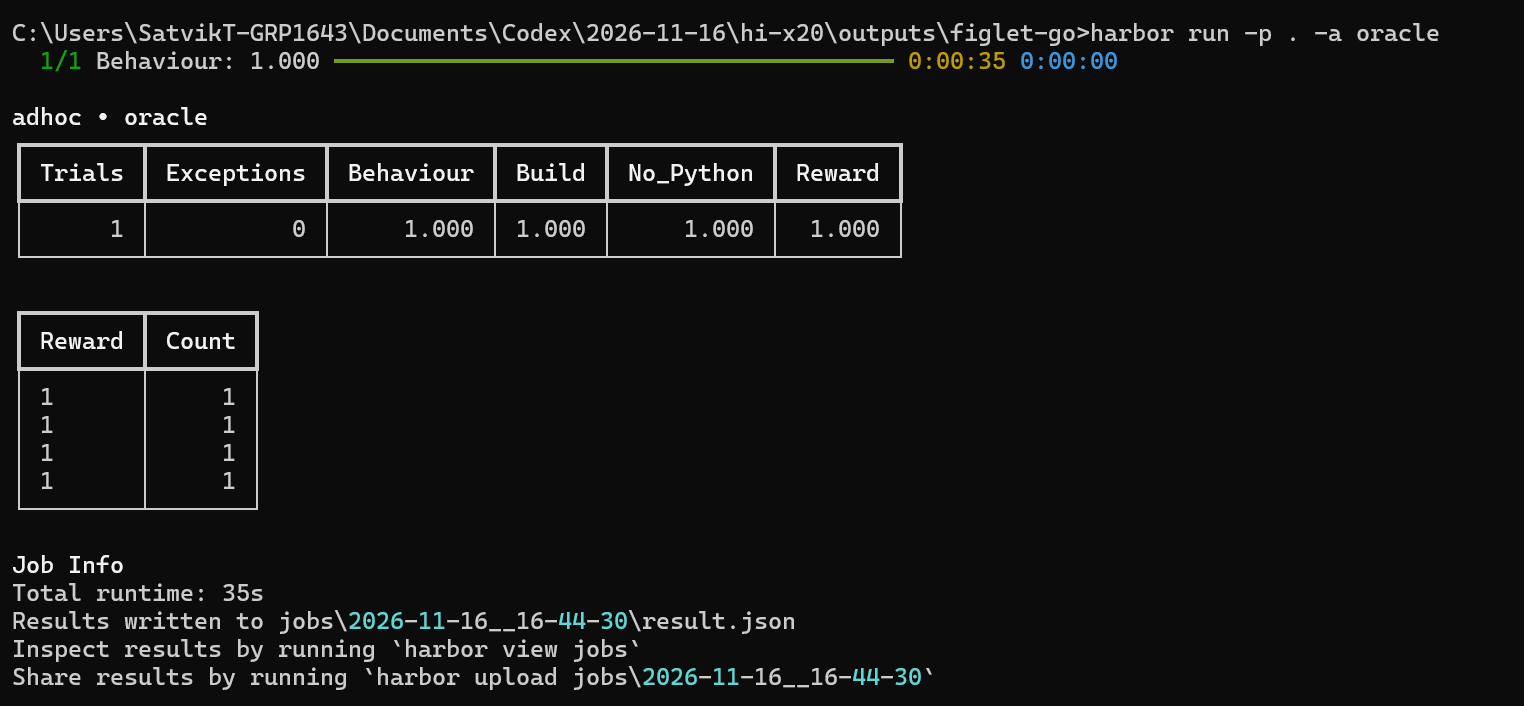 C:\Users\SatvikT-GRP1643\Documents\Codex\2026-11-16\hi-x20\outputs\figlet-go>harbor run -p . -a oracle
1/1 Behaviour: 1.000 0:00:35 0:00:00
adhoc • oracle
Trials Exceptions Behaviour Build No_Python Reward
1 0 1.000 1.000 1.000 1.000
Reward Count
1 1
1 1
1 1
1 1
Job Info
Total runtime: 35s
Results written to jobs\2026-11-16__16-44-30\result.json
Inspect results by running `harbor view jobs`
Share results by running `harbor upload jobs\2026-11-16__16-44-30`